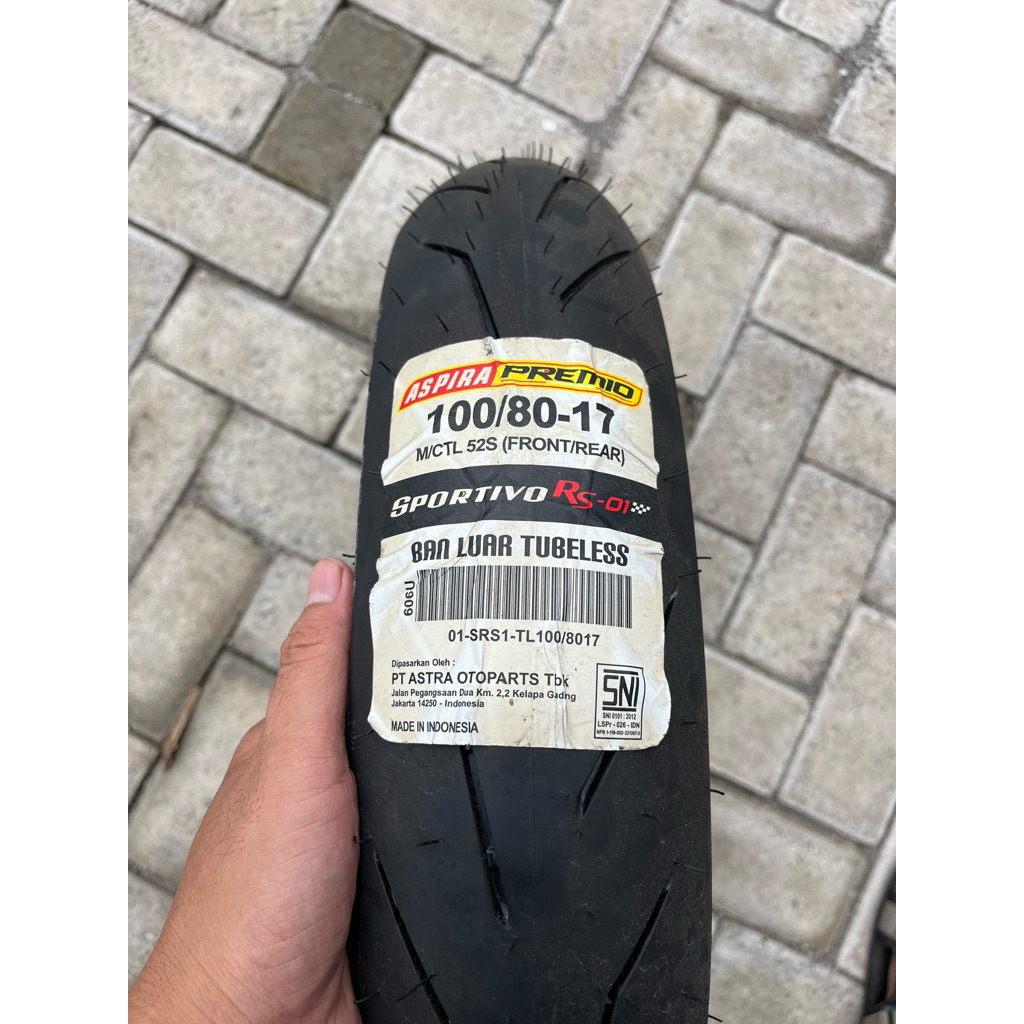 ASPIRA PREMIO
100/80-17
M/CTL 52S (FRONT/REAR)
SPORTIVO RS-01
BAN LUAR TUBELESS
606U
01-SRS1-TL100/8017
Dipasarkan Oleh :
PT ASTRA OTOPARTS Tbk
Jalan Pegangsaan Dua Km. 2,2 Kelapa Gading
Jakarta 14250 - Indonesia
MADE IN INDONESIA
SNI
SNI 0101 : 2012
LSPr - 026 - IDN